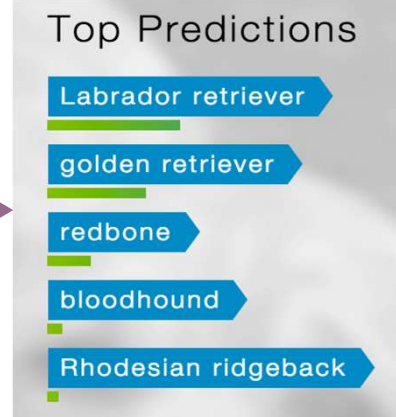 Top Predictions
Labrador retriever
golden retriever
redbone
bloodhound
Rhodesian ridgeback